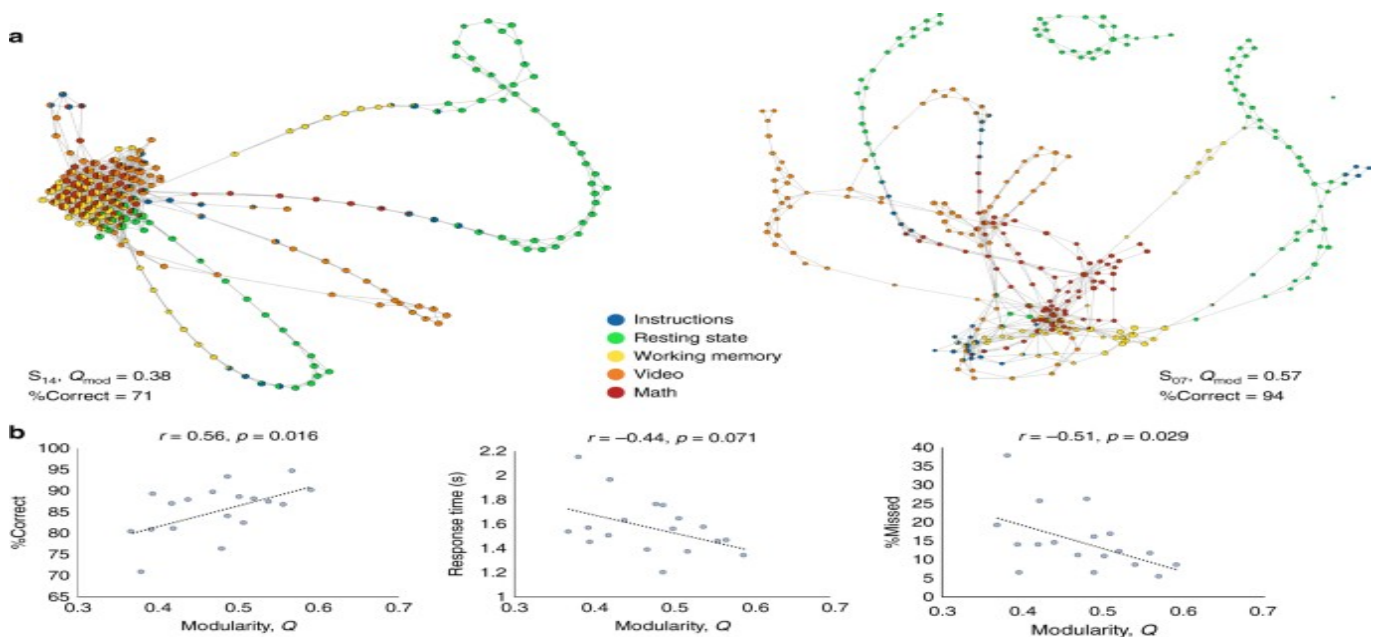 a
Instructions
Resting state
Working memory
Video
Math
S14, Qmod = 0.38
%Correct = 71
S07, Qmod = 0.57
%Correct = 94
b
r = 0.56, p = 0.016
%Correct
100
95
90
85
80
75
70
65
0.3 0.4 0.5 0.6 0.7
Modularity, Q
r = –0.44, p = 0.071
Response time (s)
2.2
2
1.8
1.6
1.4
1.2
1
0.3 0.4 0.5 0.6 0.7
Modularity, Q
r = –0.51, p = 0.029
%Missed
40
35
30
25
20
15
10
5
0
0.3 0.4 0.5 0.6 0.7
Modularity, Q